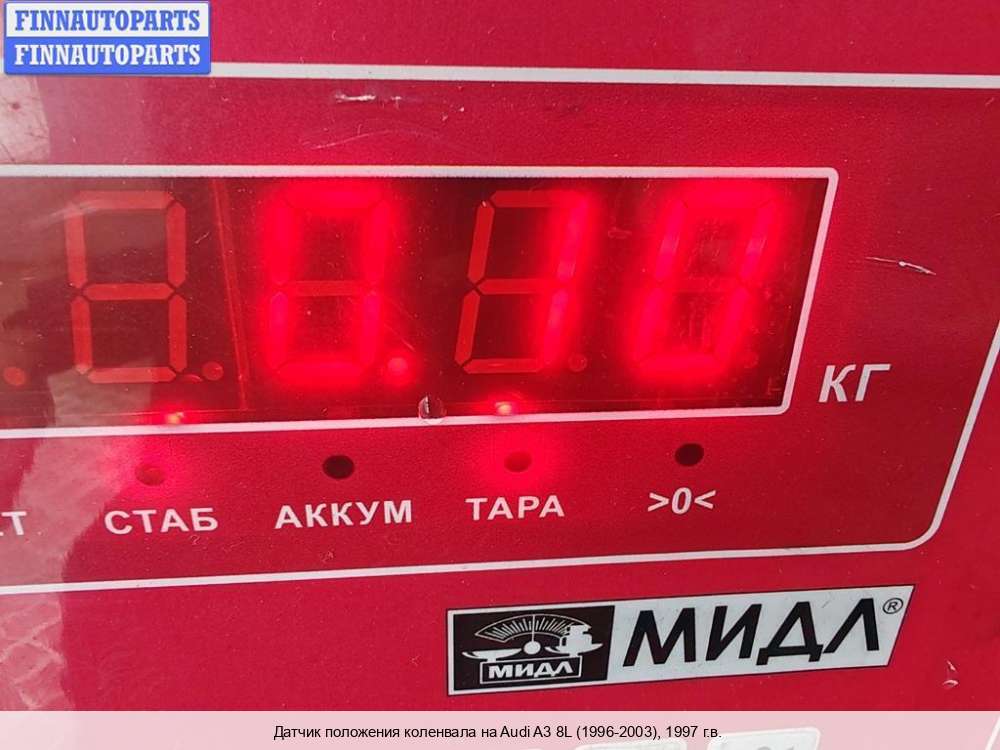 FINNAUTOPARTS
FINNAUTOPARTS
0.10
КГ
СТАБ АККУМ ТАРА >0<
МИДЛ
МИДЛ®
Датчик положения коленвала на Audi A3 8L (1996-2003), 1997 г.в.